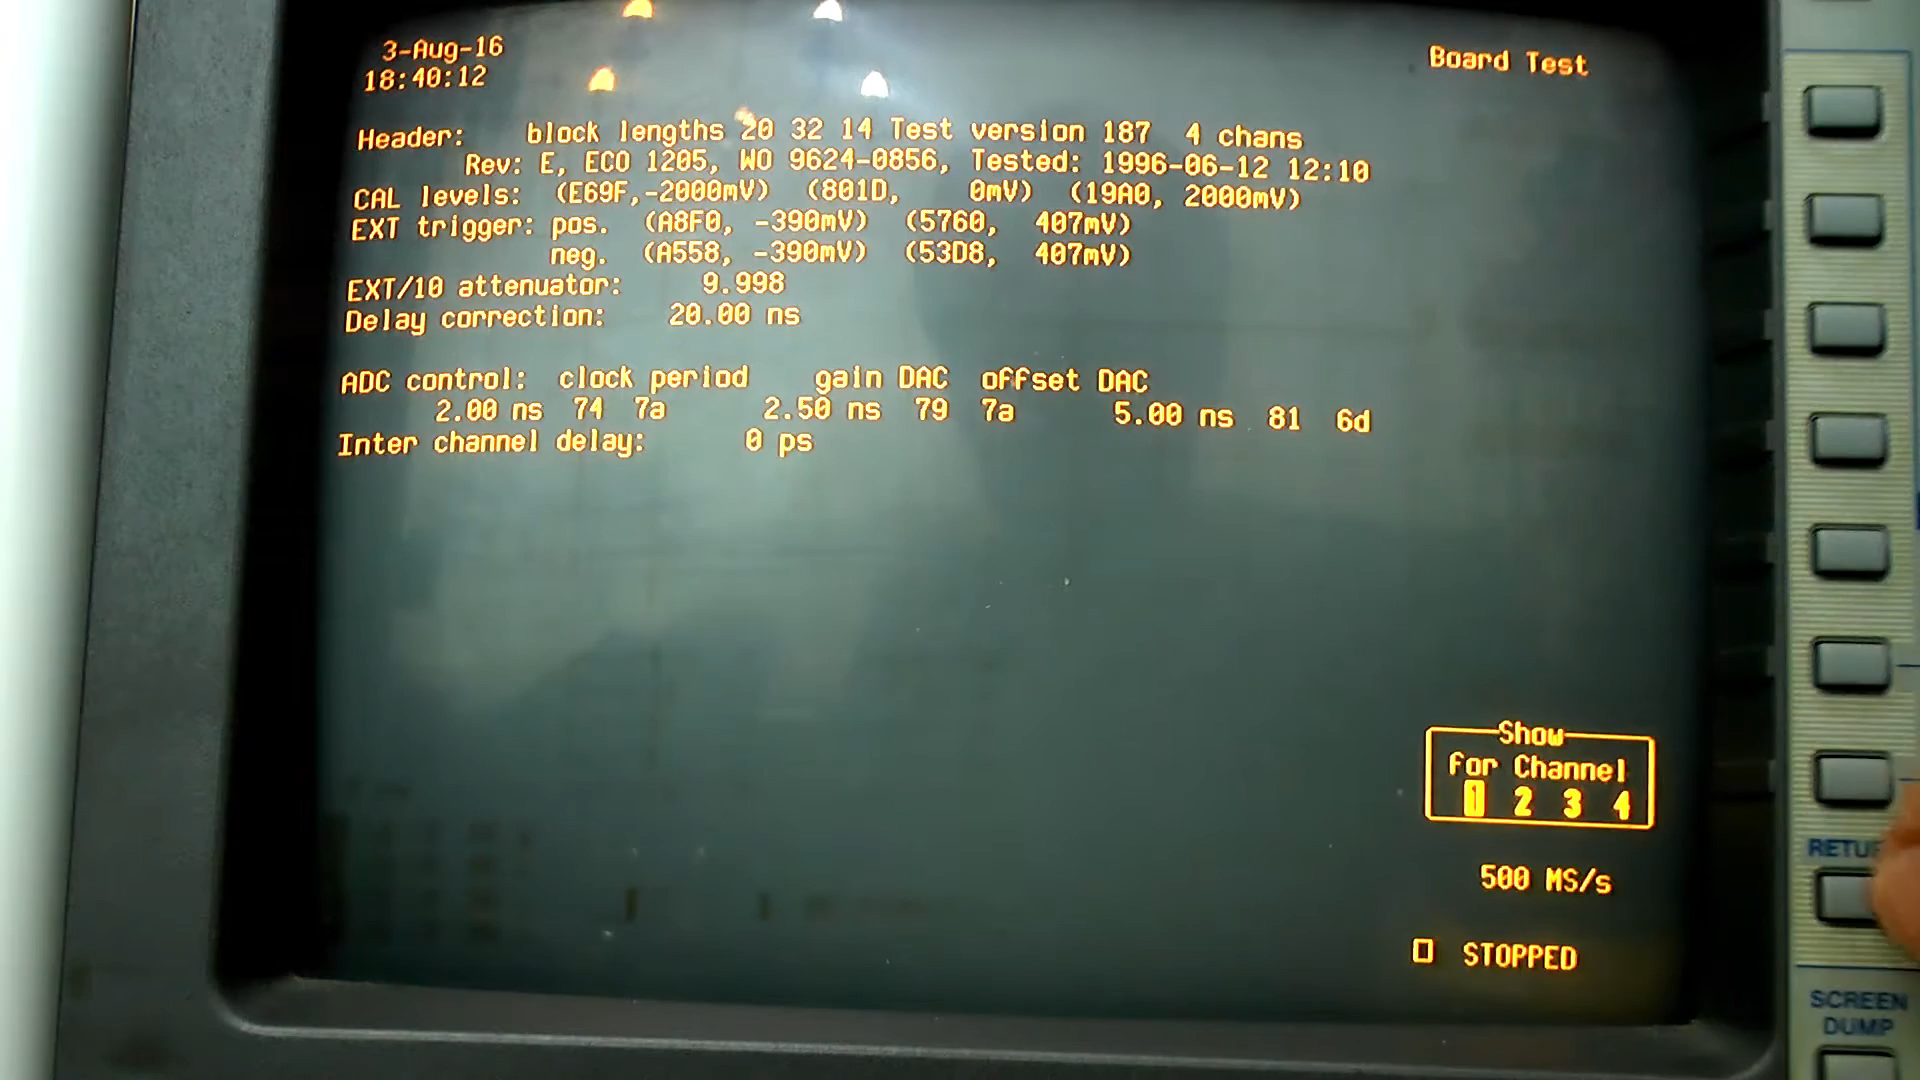 3-Aug-16
18:40:12
Board Test
Header: block lengths 20 32 14 Test version 187 4 chans
Rev: E, ECO 1205, WO 9624-0856, Tested: 1996-06-12 12:10
CAL levels: (E69F,-2000mV) (801D, 0mV) (19A0, 2000mV)
EXT trigger: pos. (A8F0, -390mV) (5760, 407mV)
neg. (A558, -390mV) (53D8, 407mV)
EXT/10 attenuator: 9.998
Delay correction: 20.00 ns
ADC control: clock period gain DAC offset DAC
2.00 ns 74 7a 2.50 ns 79 7a 5.00 ns 81 6d
Inter channel delay: 0 ps
Show
for Channel
1 2 3 4
500 MS/s
STOPPED
SCREEN
DUMP